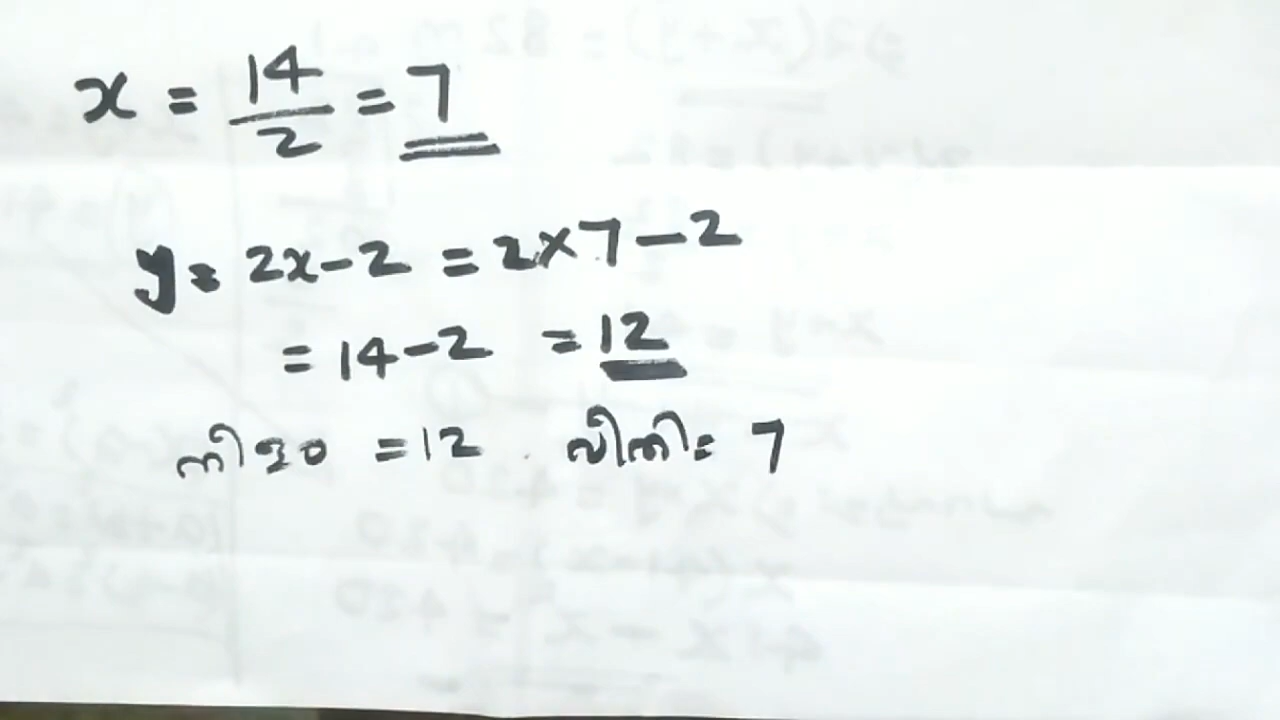 x = 14/2 = 7
y = 2x-2 = 2×7-2
= 14-2 = 12
നീളം = 12. വീതി = 7